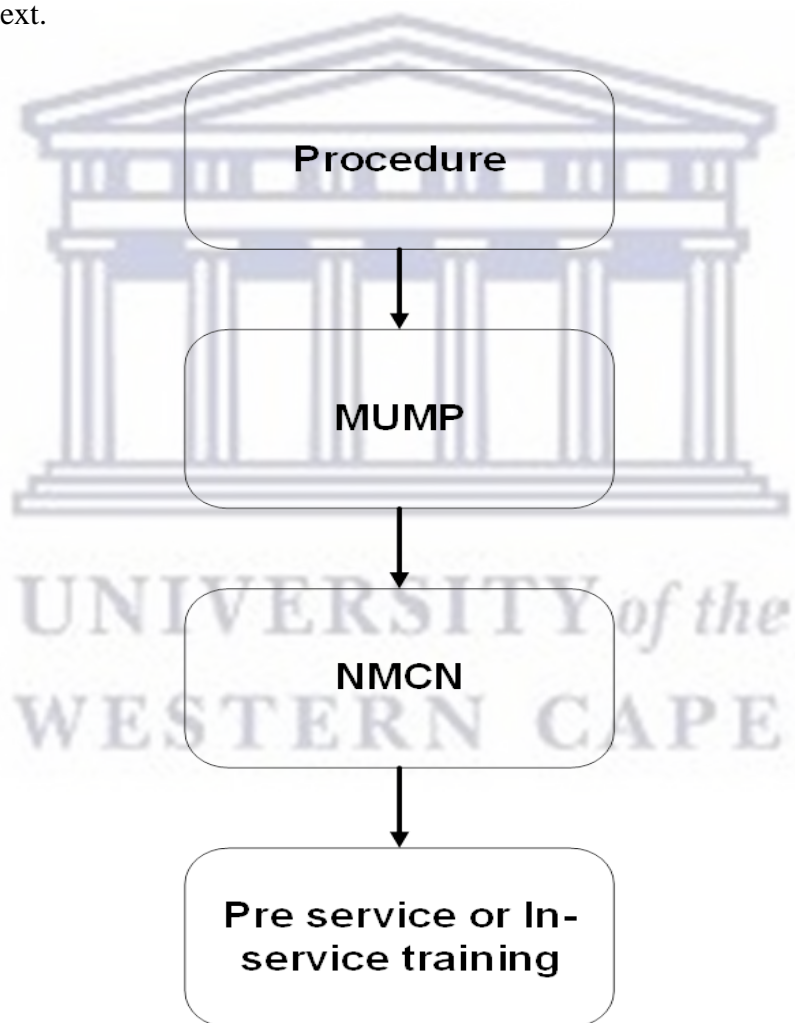 ext.
Procedure
MUMP
NMCN
UNIVERSITY of the
WESTERN CAPE
Pre service or In-
service training